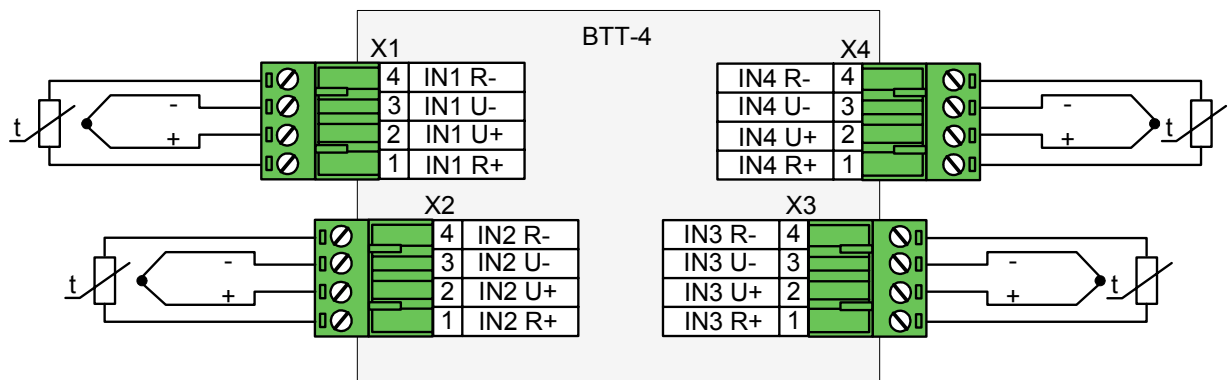 BTT-4
X1
4 IN1 R-
- 3 IN1 U-
t + 2 IN1 U+
1 IN1 R+
X4
IN4 R- 4
IN4 U- 3 -
IN4 U+ 2 + t
IN4 R+ 1
X2
4 IN2 R-
- 3 IN2 U-
t + 2 IN2 U+
1 IN2 R+
X3
IN3 R- 4
IN3 U- 3 -
IN3 U+ 2 + t
IN3 R+ 1